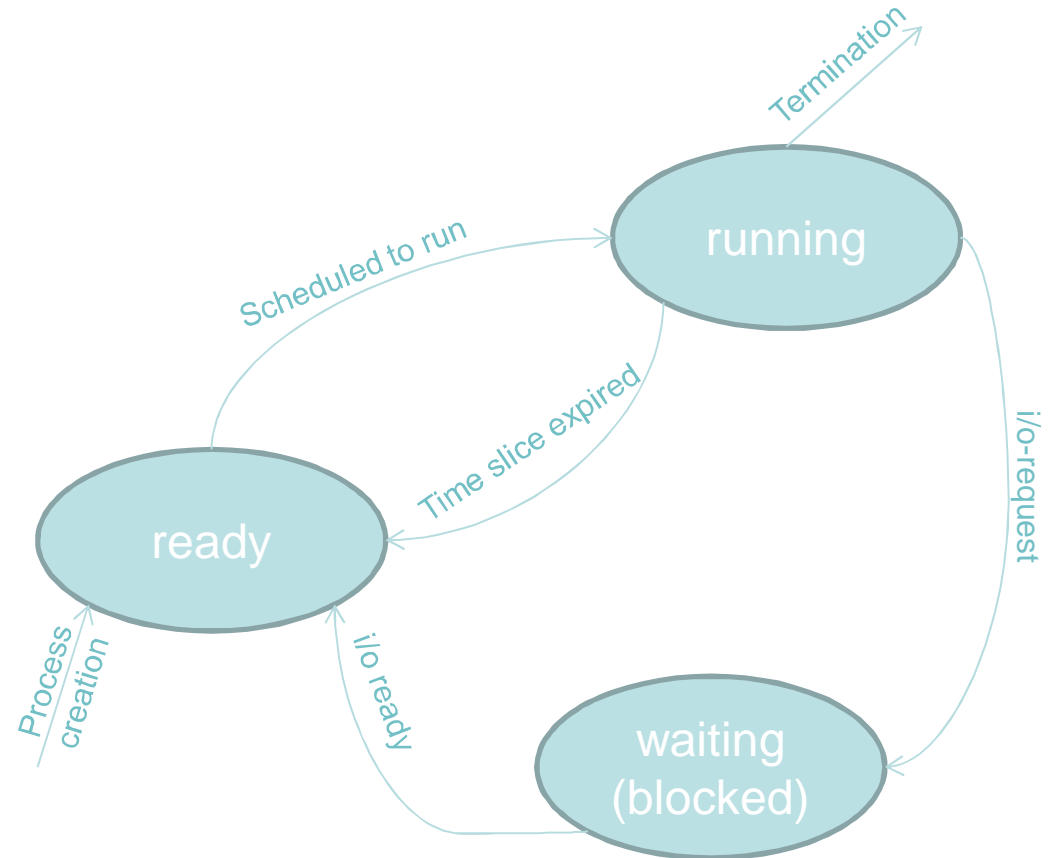 Termination
running
Scheduled to run
Time slice expired
i/o-request
ready
Process
creation
i/o ready
waiting
(blocked)